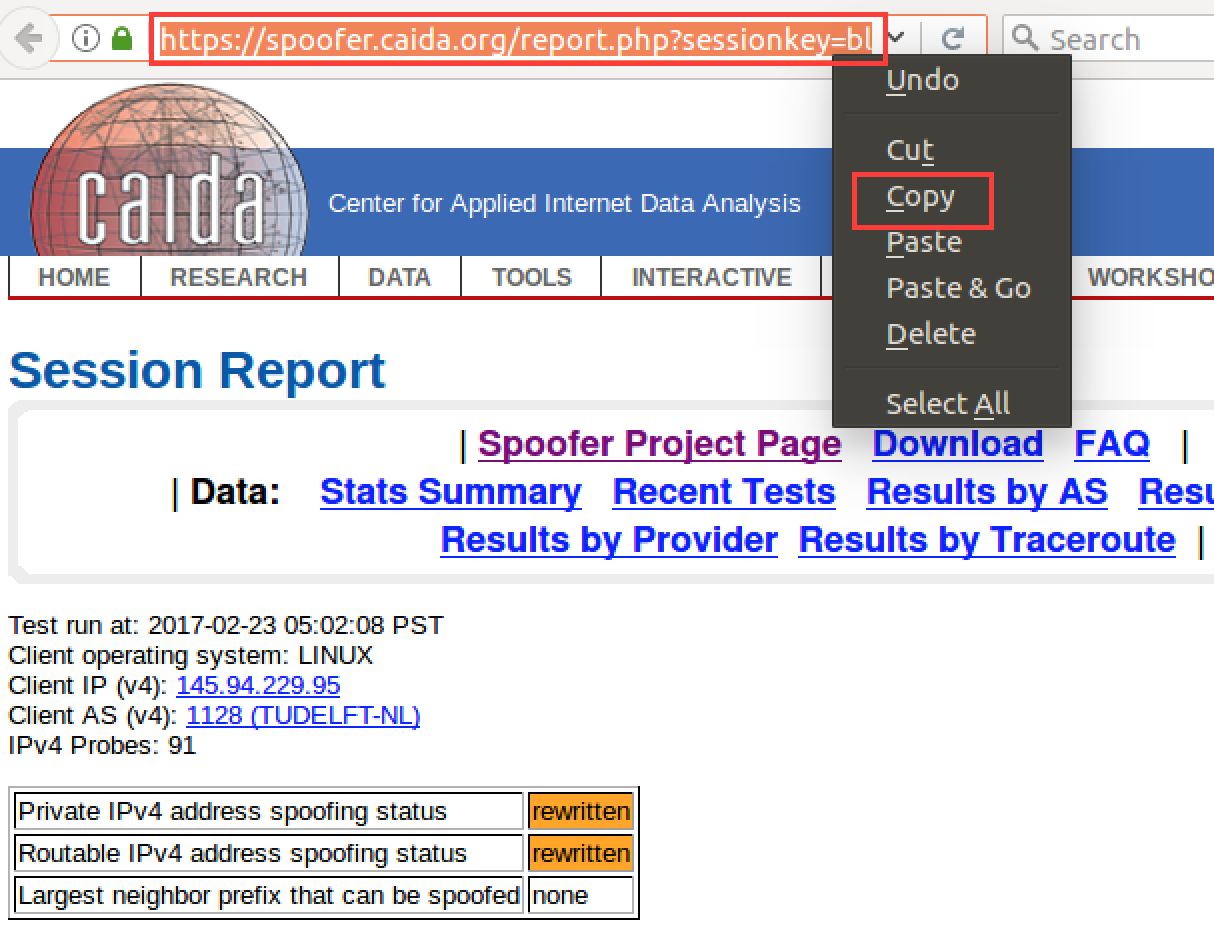 https://spoofer.caida.org/report.php?sessionkey=bl
Search
Undo
Cut
Copy
Paste
Paste & Go
Delete
Select All
caida
Center for Applied Internet Data Analysis
HOME RESEARCH DATA TOOLS INTERACTIVE WORKSHO
Session Report
| Spoofer Project Page Download FAQ |
| Data: Stats Summary Recent Tests Results by AS Resu
Results by Provider Results by Traceroute |
Test run at: 2017-02-23 05:02:08 PST
Client operating system: LINUX
Client IP (v4): 145.94.229.95
Client AS (v4): 1128 (TUDELFT-NL)
IPv4 Probes: 91
Private IPv4 address spoofing status rewritten
Routable IPv4 address spoofing status rewritten
Largest neighbor prefix that can be spoofed none